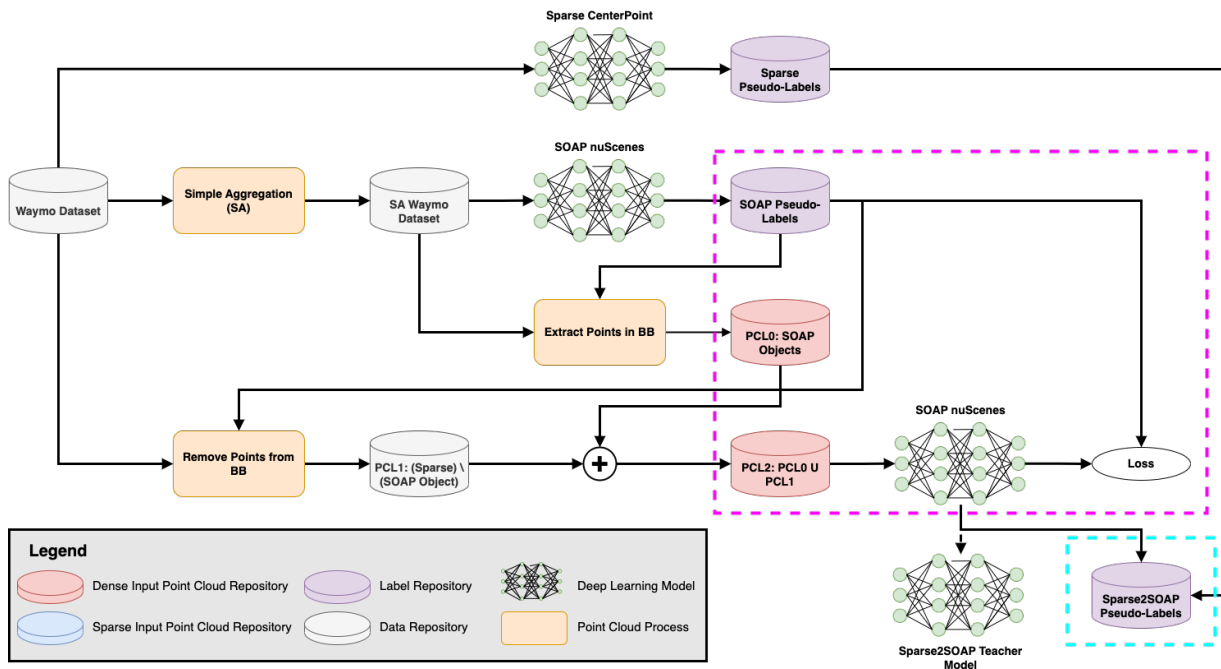 Sparse CenterPoint
Sparse
Pseudo-Labels
SOAP nuScenes
Waymo Dataset
Simple Aggregation
(SA)
SA Waymo
Dataset
SOAP Pseudo-
Labels
Extract Points in BB
PCL0: SOAP
Objects
SOAP nuScenes
Remove Points from
BB
PCL1: (Sparse) \
(SOAP Object)
+
PCL2: PCL0 U
PCL1
Loss
Legend
Dense Input Point Cloud Repository
Label Repository
Deep Learning Model
Sparse Input Point Cloud Repository
Data Repository
Point Cloud Process
Sparse2SOAP
Pseudo-Labels
Sparse2SOAP Teacher
Model